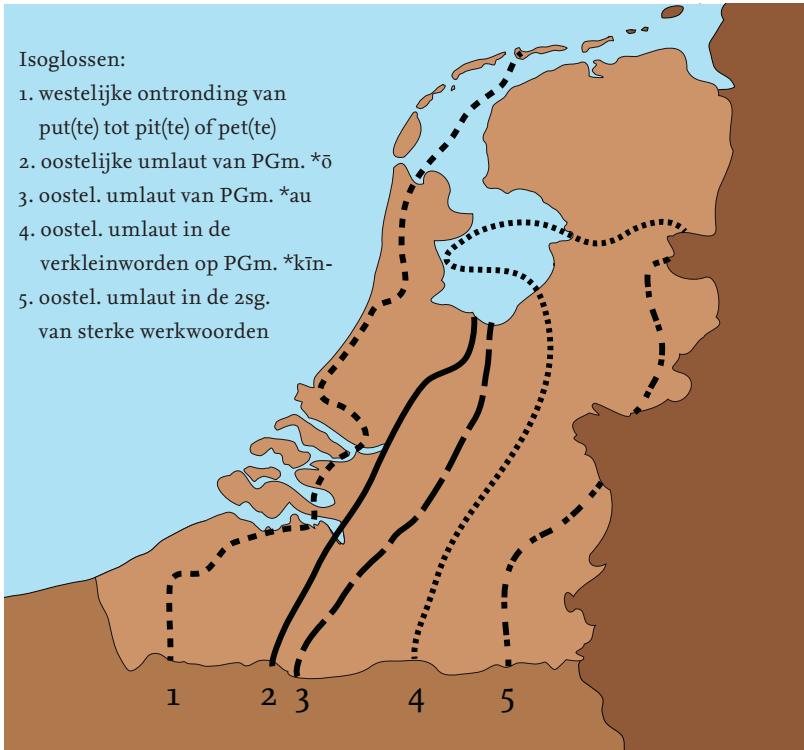 Isoglossen:
1. westelijke ontronding van
put(te) tot pit(te) of pet(te)
2. oostelijke umlaut van PGm. *ō
3. oostel. umlaut van PGm. *au
4. oostel. umlaut in de
verkleinworden op PGm. *kīn-
5. oostel. umlaut in de 2sg.
van sterke werkwoorden
1 2 3 4 5